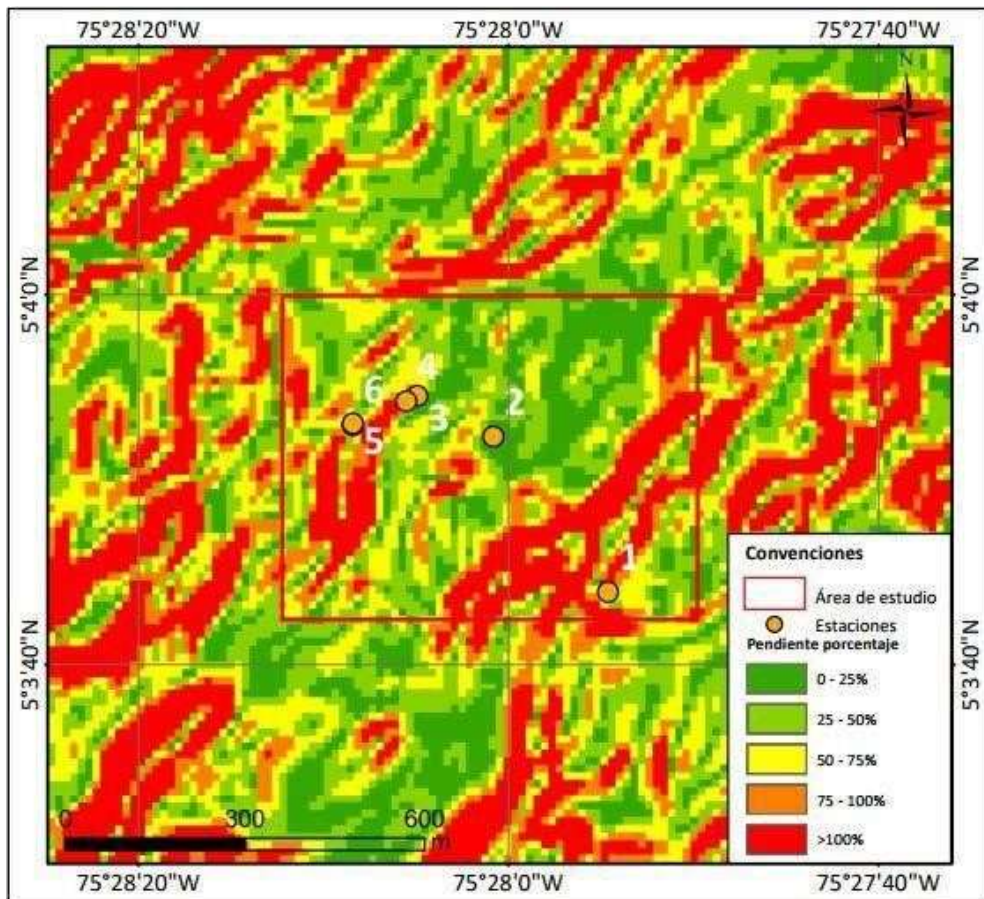 75°28'20"W 75°28'0"W 75°27'40"W
N
5°4'0"N 5°4'0"N
4
6 2
3
5
1
Convenciones
Área de estudio
Estaciones
Pendiente porcentaje
5°3'40"N 5°3'40"N
0 - 25%
25 - 50%
50 - 75%
75 - 100%
>100%
0 300 600
m
75°28'20"W 75°28'0"W 75°27'40"W